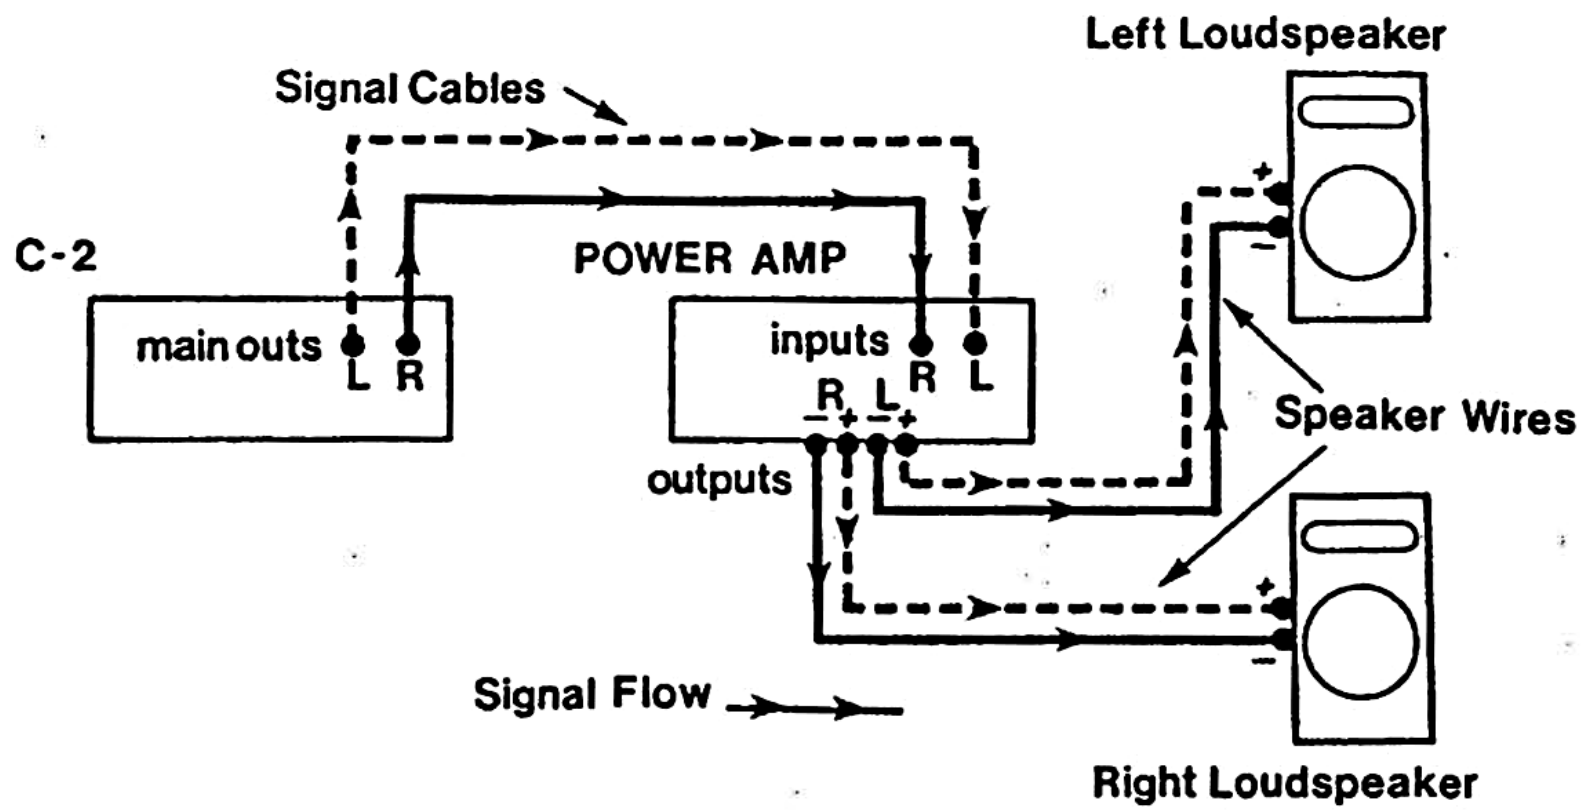 Left Loudspeaker
Signal Cables
+
−
C-2
POWER AMP
main outs
L R
inputs
R L
R L
− + − +
outputs
Speaker Wires
+
−
Signal Flow
Right Loudspeaker